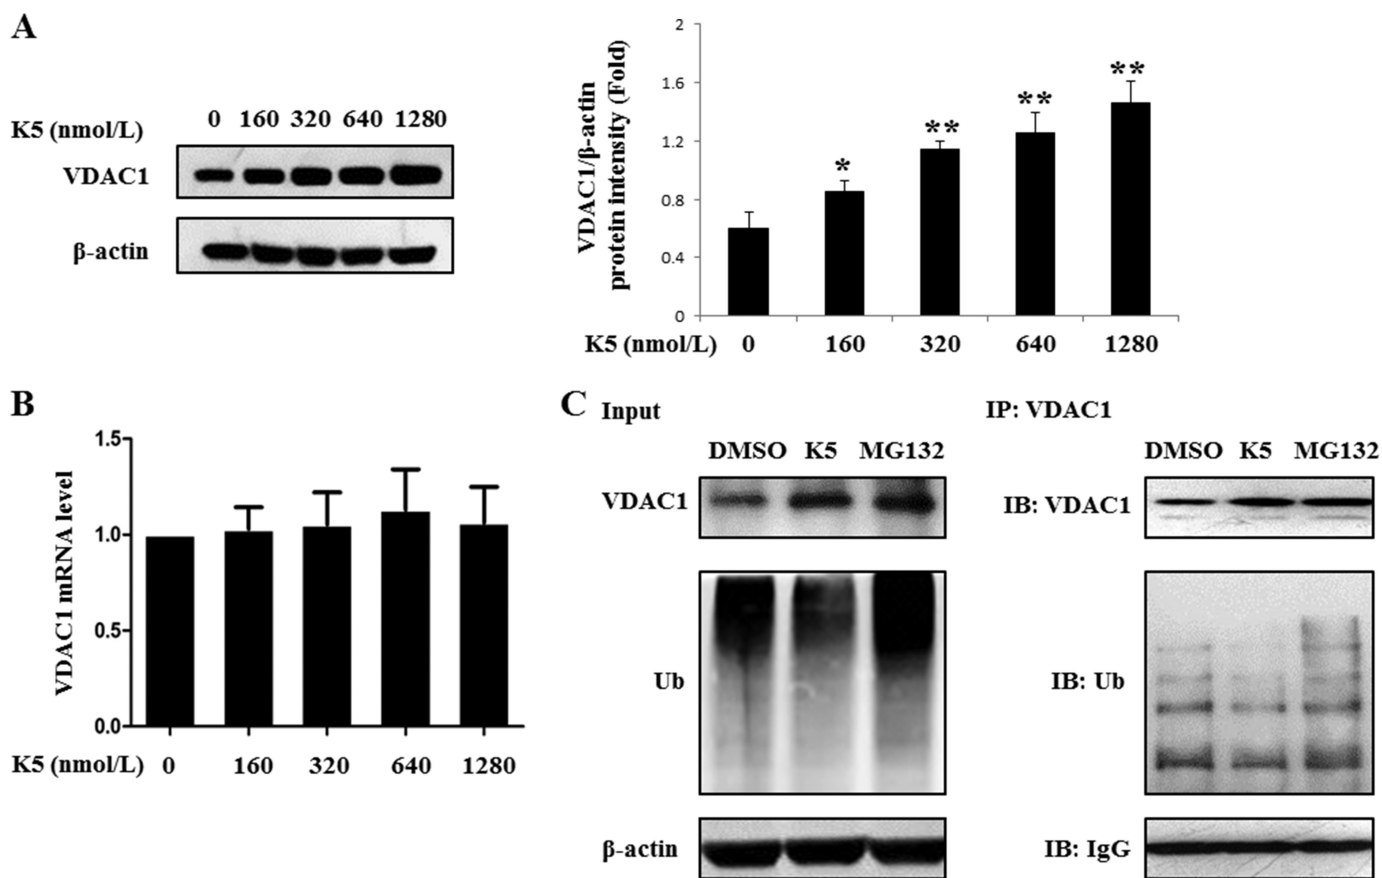 A
K5 (nmol/L)
0 160 320 640 1280
VDAC1
β-actin
VDAC1/β-actin
protein intensity (Fold)
2
1.6
1.2
0.8
0.4
0
*
**
**
**
K5 (nmol/L) 0 160 320 640 1280
B
VDAC1 mRNA level
1.5
1.0
0.5
0.0
K5 (nmol/L) 0 160 320 640 1280
C
Input
DMSO K5 MG132
VDAC1
Ub
β-actin
IP: VDAC1
DMSO K5 MG132
IB: VDAC1
IB: Ub
IB: IgG